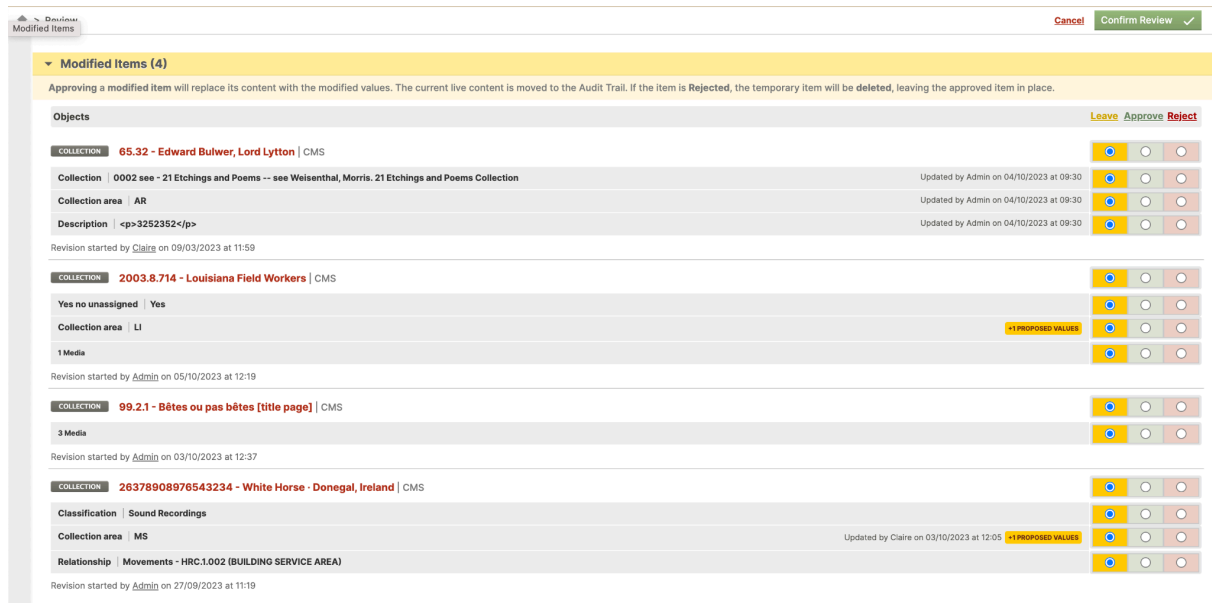 > Review
Modified Items
Cancel
Confirm Review
Modified Items (4)
Approving a modified item will replace its content with the modified values. The current live content is moved to the Audit Trail. If the item is Rejected, the temporary item will be deleted, leaving the approved item in place.
Objects Leave Approve Reject
COLLECTION 65.32 - Edward Bulwer, Lord Lytton | CMS
Collection | 0002 see - 21 Etchings and Poems -- see Weisenthal, Morris. 21 Etchings and Poems Collection Updated by Admin on 04/10/2023 at 09:30
Collection area | AR Updated by Admin on 04/10/2023 at 09:30
Description | <p>3252352</p> Updated by Admin on 04/10/2023 at 09:30
Revision started by Claire on 09/03/2023 at 11:59
COLLECTION 2003.8.714 - Louisiana Field Workers | CMS
Yes no unassigned | Yes
Collection area | LI +1 PROPOSED VALUES
1 Media
Revision started by Admin on 05/10/2023 at 12:19
COLLECTION 99.2.1 - Bêtes ou pas bêtes [title page] | CMS
3 Media
Revision started by Admin on 03/10/2023 at 12:37
COLLECTION 26378908976543234 - White Horse · Donegal, Ireland | CMS
Classification | Sound Recordings
Collection area | MS Updated by Claire on 03/10/2023 at 12:05 +1 PROPOSED VALUES
Relationship | Movements - HRC.1.002 (BUILDING SERVICE AREA)
Revision started by Admin on 27/09/2023 at 11:19